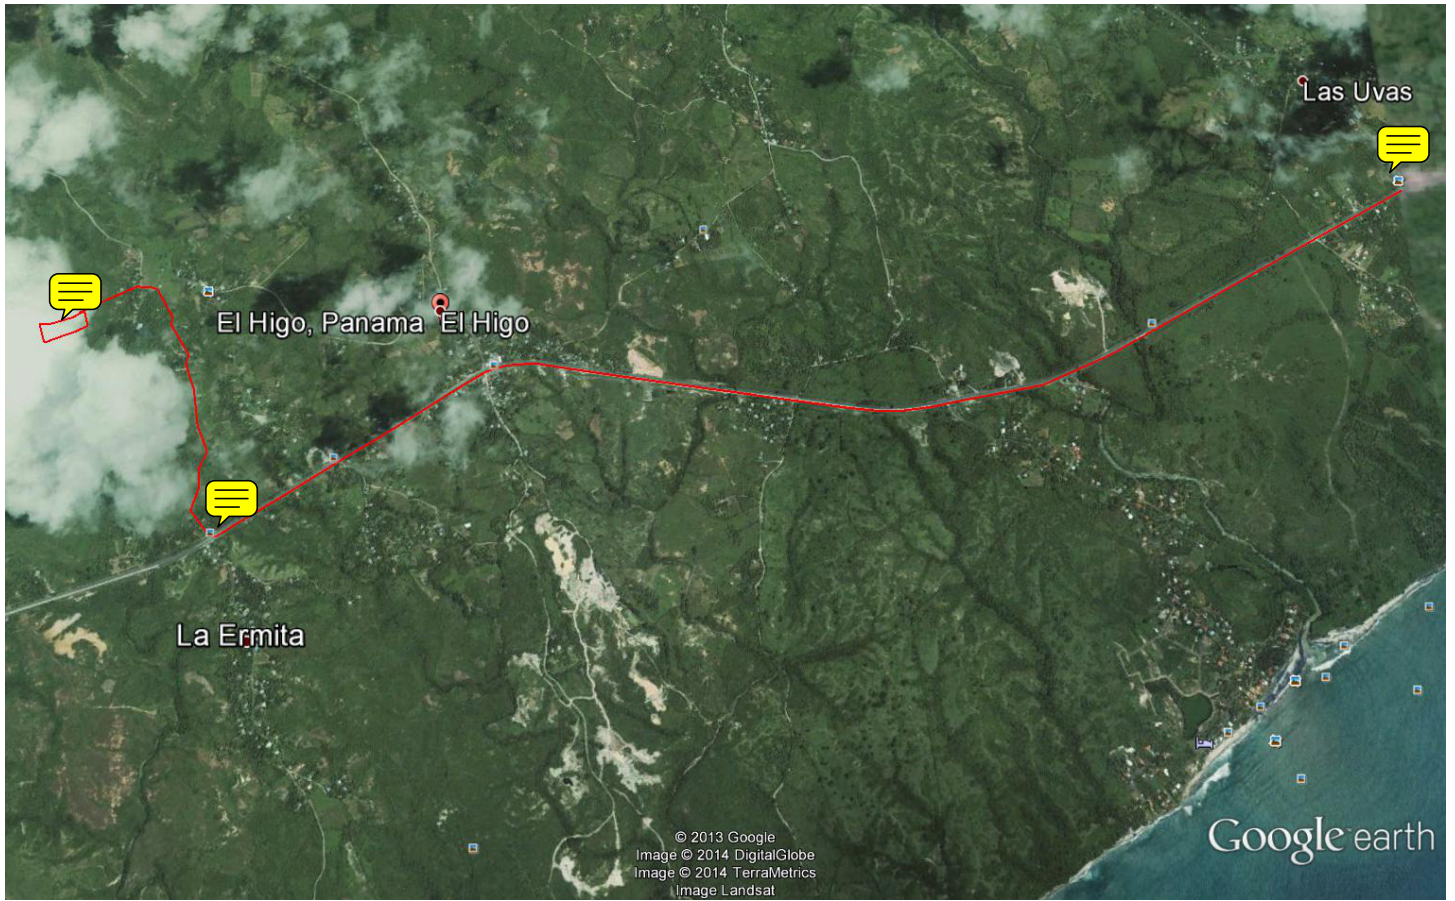 Las Uvas
El Higo, Panama El Higo
La Ermita
© 2013 Google
Image © 2014 DigitalGlobe
Image © 2014 TerraMetrics
Image Landsat
Google earth